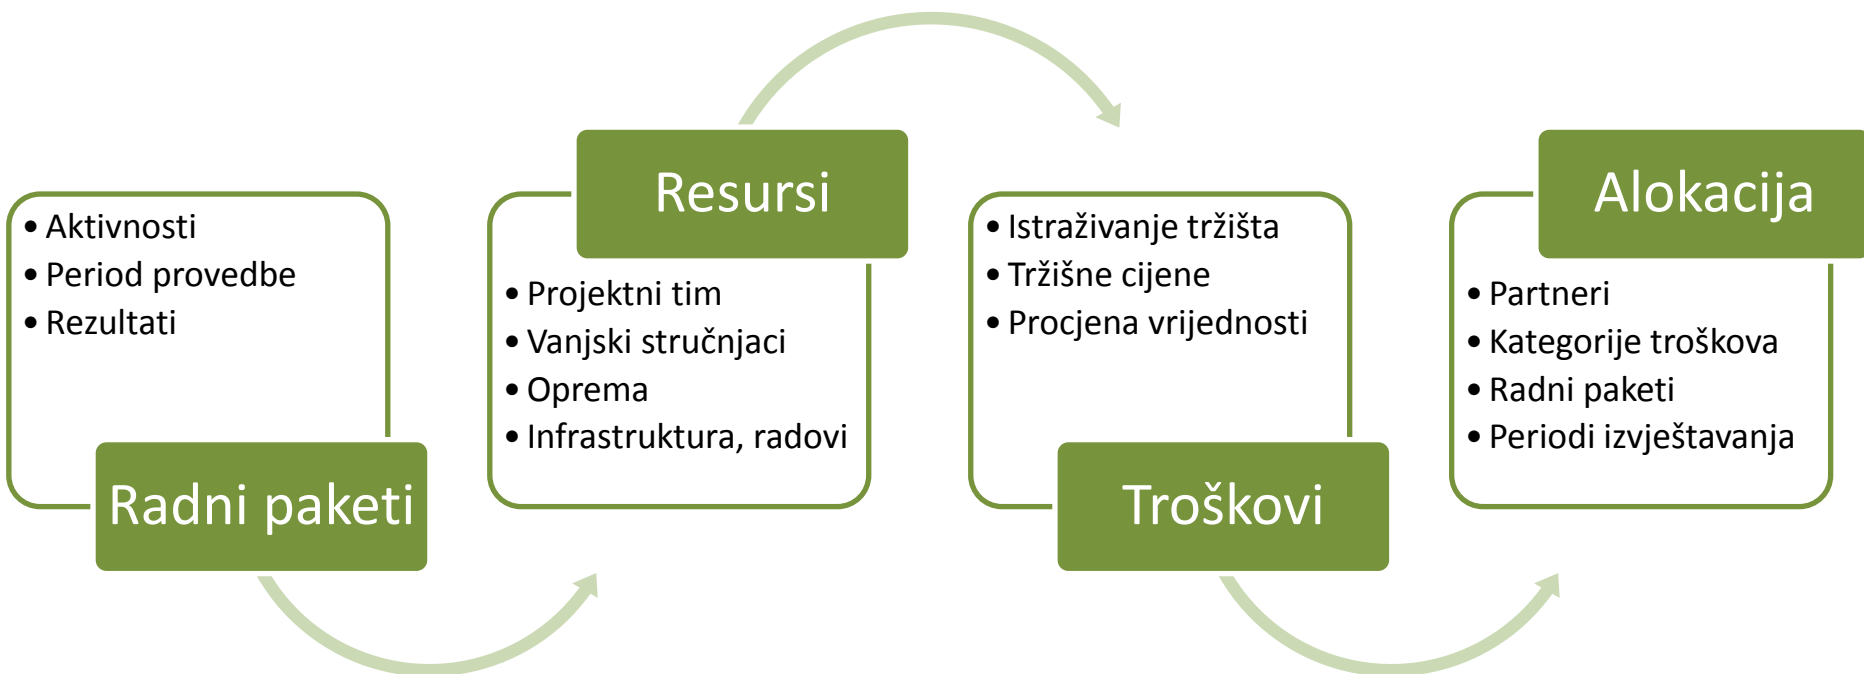 • Aktivnosti
• Period provedbe
• Rezultati
Radni paketi
Resursi
• Projektni tim
• Vanjski stručnjaci
• Oprema
• Infrastruktura, radovi
• Istraživanje tržišta
• Tržišne cijene
• Procjena vrijednosti
Troškovi
Alokacija
• Partneri
• Kategorije troškova
• Radni paketi
• Periodi izvještavanja